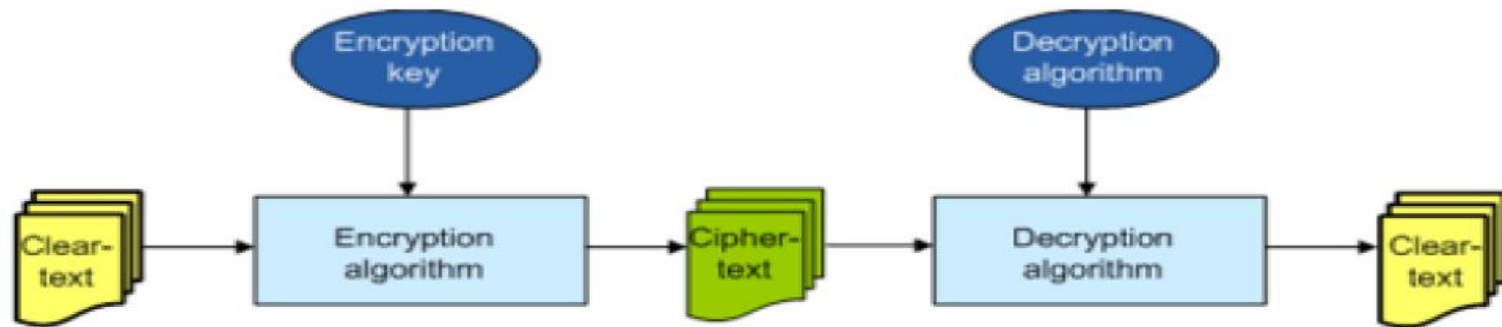 Encryption
key
Decryption
algorithm
Clear-
text
Encryption
algorithm
Cipher-
text
Decryption
algorithm
Clear-
text